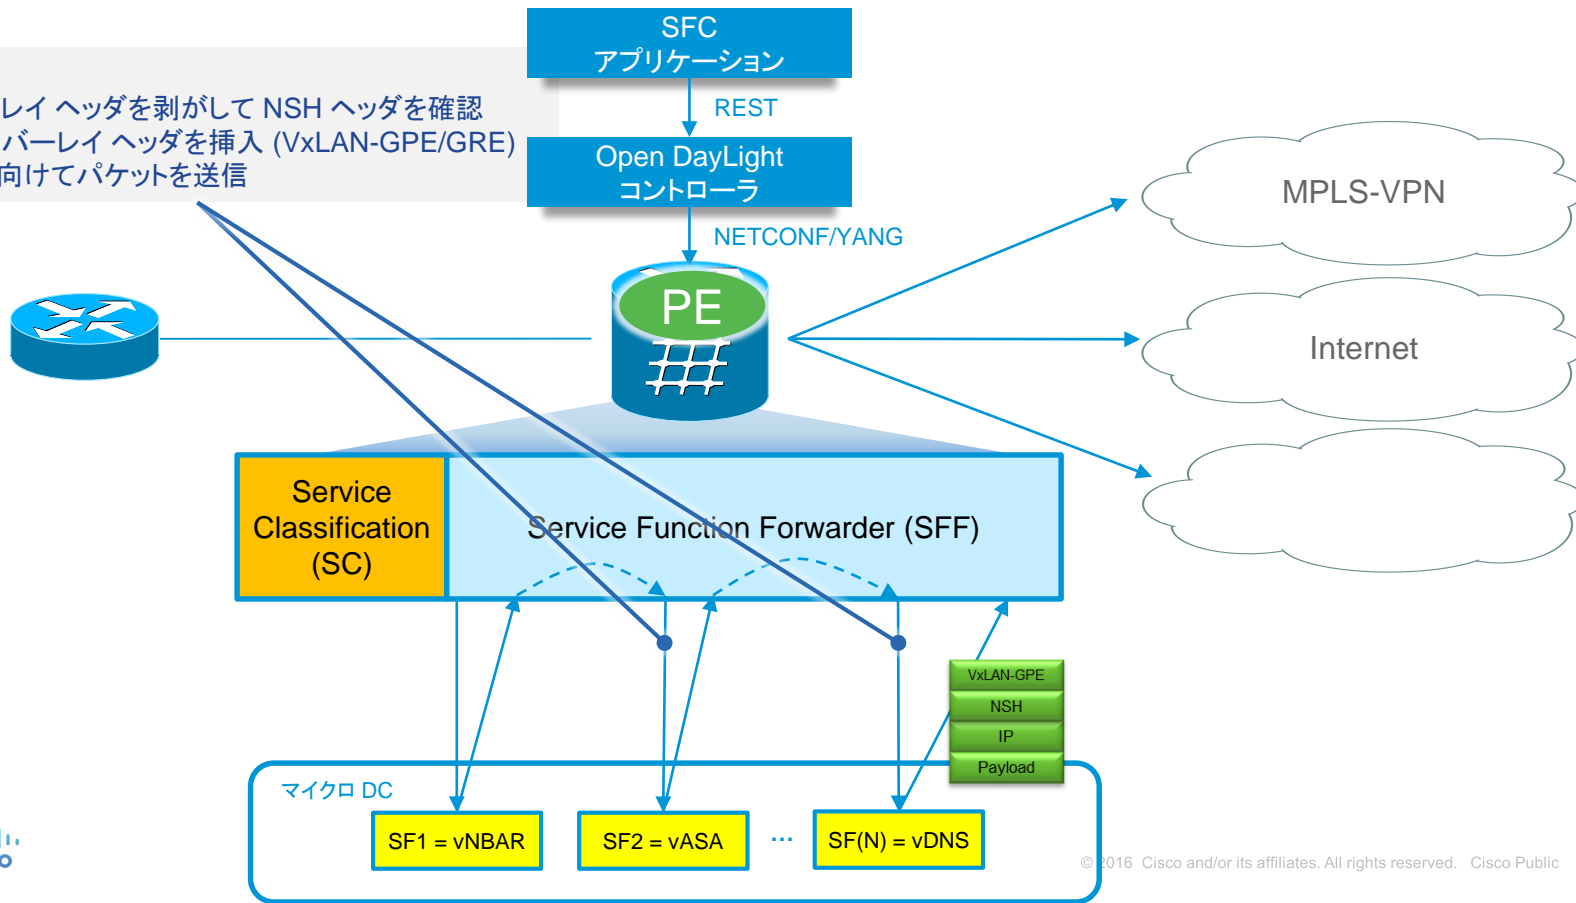 SFC
アプリケーション
レイ ヘッダを剥がして NSH ヘッダを確認
バーレイ ヘッダを挿入 (VxLAN-GPE/GRE)
向けてパケットを送信
REST
Open DayLight
コントローラ
NETCONF/YANG
MPLS-VPN
PE
Internet
Service
Classification
(SC)
Service Function Forwarder (SFF)
VxLAN-GPE
NSH
IP
Payload
マイクロ DC
SF1 = vNBAR
SF2 = vASA
...
SF(N) = vDNS
© 2016 Cisco and/or its affiliates. All rights reserved. Cisco Public